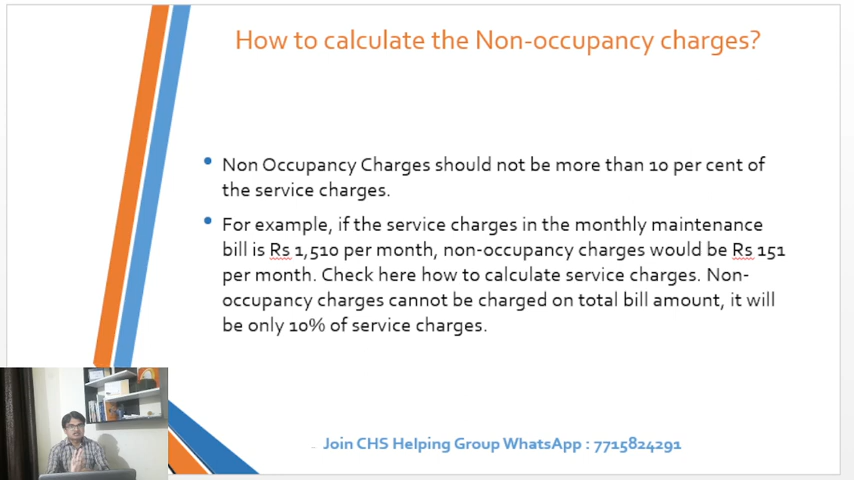 How to calculate the Non-occupancy charges?
Non Occupancy Charges should not be more than 10 per cent of
the service charges.
For example, if the service charges in the monthly maintenance
bill is Rs 1,510 per month, non-occupancy charges would be Rs 151
per month. Check here how to calculate service charges. Non-
occupancy charges cannot be charged on total bill amount, it will
be only 10% of service charges.
Join CHS Helping Group WhatsApp : 7715824291